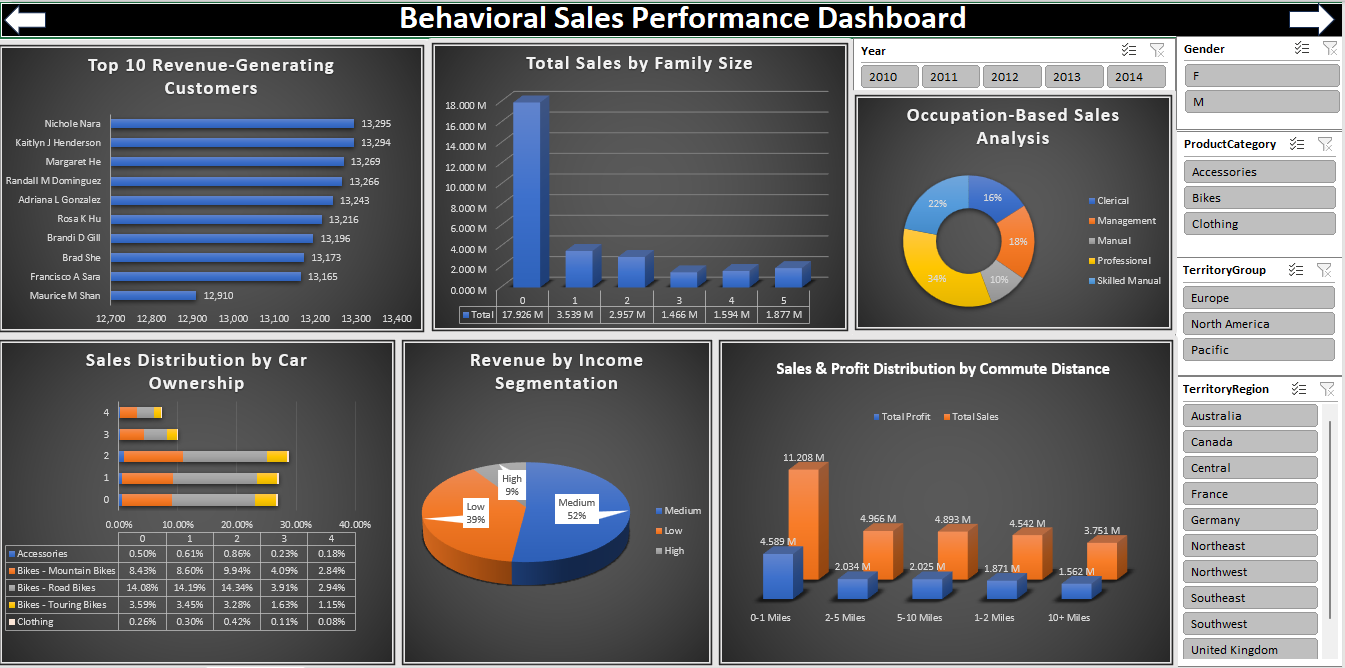 Behavioral Sales Performance Dashboard
Top 10 Revenue-Generating
Customers
Nichole Nara 13,295
Kaitlyn J Henderson 13,294
Margaret He 13,269
Randall M Dominguez 13,266
Adriana L Gonzalez 13,243
Rosa K Hu 13,216
Brandi D Gill 13,196
Brad She 13,173
Francisco A Sara 13,165
Maurice M Shan 12,910
12,700 12,800 12,900 13,000 13,100 13,200 13,300 13,400
Total Sales by Family Size
18.000 M
16.000 M
14.000 M
12.000 M
10.000 M
8.000 M
6.000 M
4.000 M
2.000 M
0.000 M
0 1 2 3 4 5
Total 17.926 M 3.539 M 2.957 M 1.466 M 1.594 M 1.877 M
Year
2010 2011 2012 2013 2014
Occupation-Based Sales
Analysis
22% 16%
18%
34% 10%
Clerical
Management
Manual
Professional
Skilled Manual
Gender
F
M
ProductCategory
Accessories
Bikes
Clothing
TerritoryGroup
Europe
North America
Pacific
TerritoryRegion
Australia
Canada
Central
France
Germany
Northeast
Northwest
Southeast
Southwest
United Kingdom
Sales Distribution by Car
Ownership
4
3
2
1
0
0.00% 10.00% 20.00% 30.00% 40.00%
0 1 2 3 4
Accessories 0.50% 0.61% 0.86% 0.23% 0.18%
Bikes - Mountain Bikes 8.43% 8.60% 9.94% 4.09% 2.84%
Bikes - Road Bikes 14.08% 14.19% 14.34% 3.91% 2.94%
Bikes - Touring Bikes 3.59% 3.45% 3.28% 1.63% 1.15%
Clothing 0.26% 0.30% 0.42% 0.11% 0.08%
Revenue by Income
Segmentation
High
9%
Low
39%
Medium
52%
Medium
Low
High
Sales & Profit Distribution by Commute Distance
Total Profit Total Sales
11.208 M
4.966 M 4.893 M 4.542 M 3.751 M
4.589 M
2.034 M 2.025 M 1.871 M 1.562 M
0-1 Miles 2-5 Miles 5-10 Miles 1-2 Miles 10+ Miles